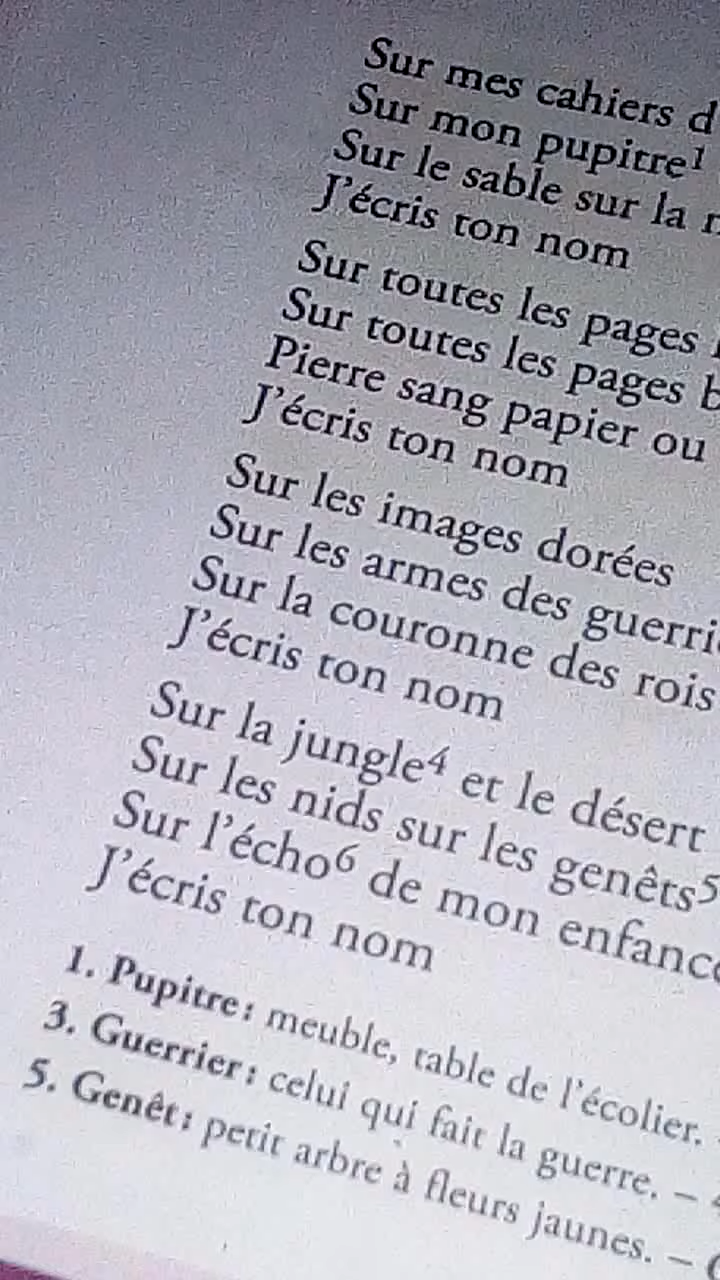 Sur mes cahiers
Sur mon pupitre¹
Sur le sable sur la
J'écris ton nom
Sur toutes les pages
Sur toutes les pages
Pierre sang papier ou
J'écris ton nom
Sur les images dorées
Sur les armes des
Sur la couronne des rois
J'écris ton nom
Sur la jungle⁴ et le désert
Sur les nids sur les genêts⁵
Sur l'écho⁶ de mon enfance
J'écris ton nom
1. Pupitre : meuble, table de l'écolier.
3. Guerrier : celui qui fait la guerre. –
5. Genêt : petit arbre à fleurs jaunes. –